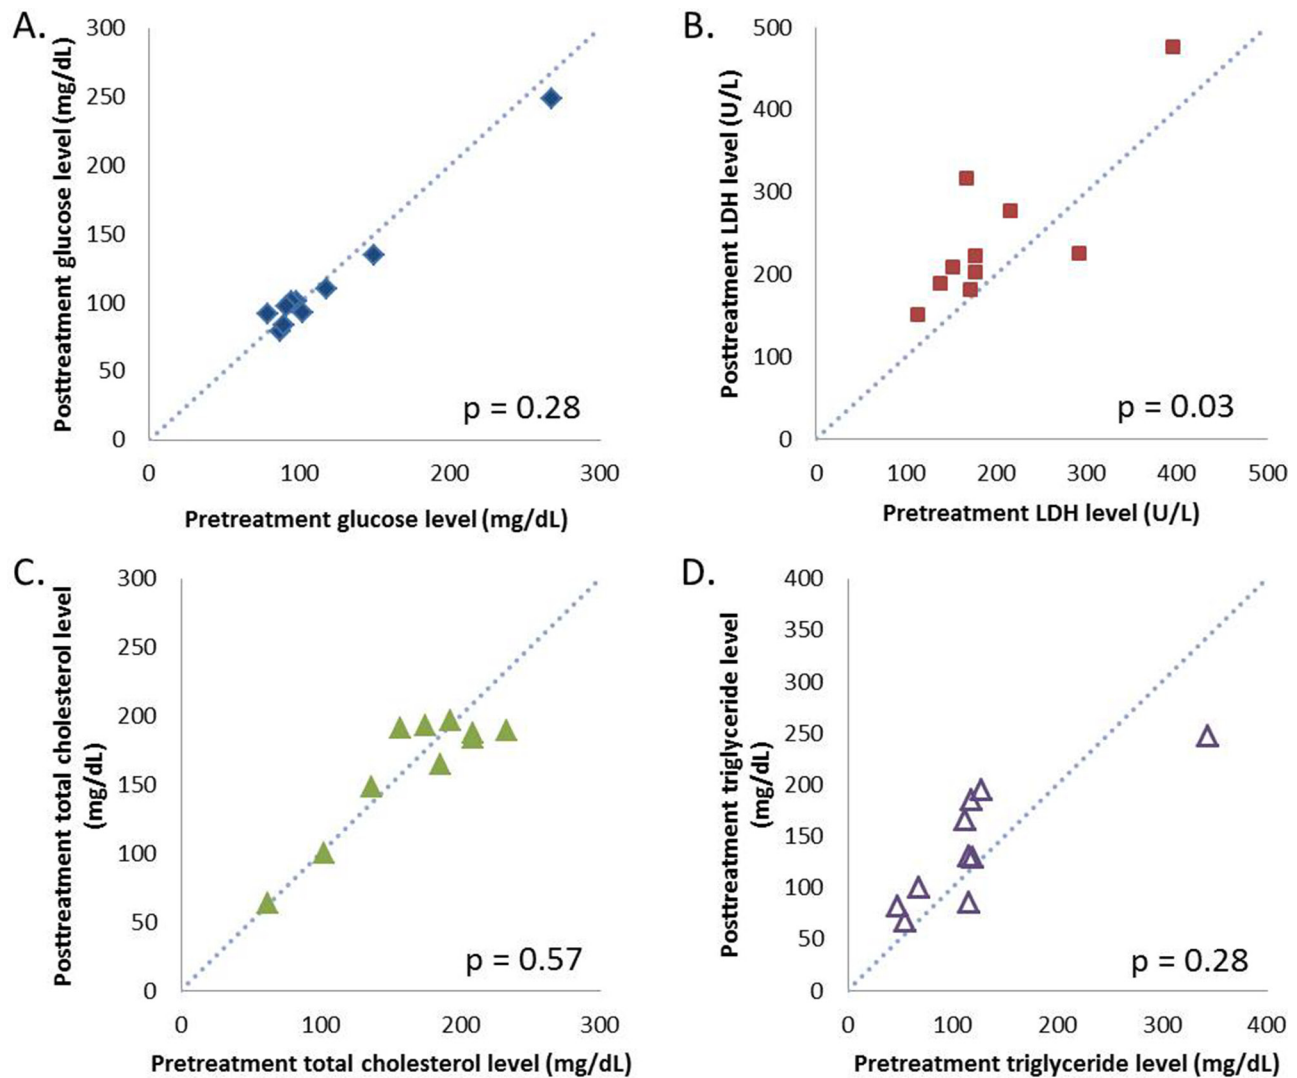 A.
Posttreatment glucose level (mg/dL)
300
250
200
150
100
50
0
p = 0.28
0 100 200 300
Pretreatment glucose level (mg/dL)
B.
Posttreatment LDH level (U/L)
500
400
300
200
100
0
p = 0.03
0 100 200 300 400 500
Pretreatment LDH level (U/L)
C.
Posttreatment total cholesterol level
(mg/dL)
300
250
200
150
100
50
0
p = 0.57
0 100 200 300
Pretreatment total cholesterol level (mg/dL)
D.
Posttreatment triglyceride level
(mg/dL)
400
350
300
250
200
150
100
50
0
p = 0.28
0 100 200 300 400
Pretreatment triglyceride level (mg/dL)